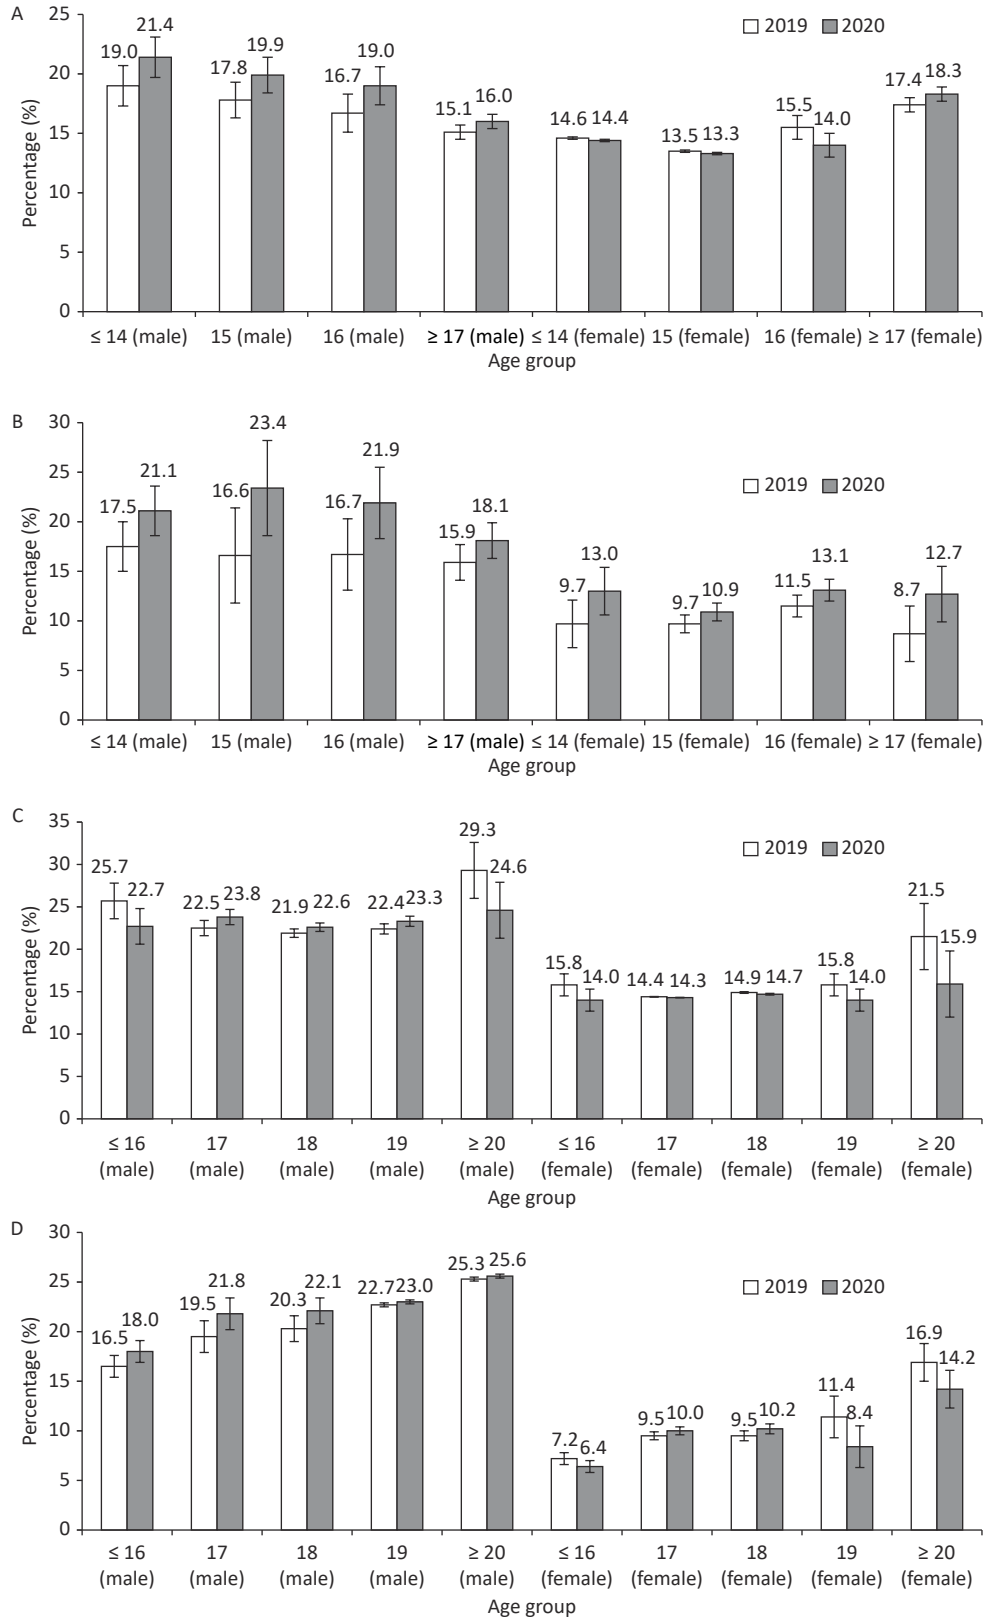 A
25
20
15
10
5
0
Percentage (%)
2019 2020
19.0 21.4 17.8 19.9 16.7 19.0 15.1 16.0 14.6 14.4 13.5 13.3 15.5 14.0 17.4 18.3
≤ 14 (male) 15 (male) 16 (male) ≥ 17 (male) ≤ 14 (female) 15 (female) 16 (female) ≥ 17 (female)
Age group
B
30
25
20
15
10
5
0
Percentage (%)
2019 2020
17.5 21.1 16.6 23.4 16.7 21.9 15.9 18.1 9.7 13.0 9.7 10.9 11.5 13.1 8.7 12.7
≤ 14 (male) 15 (male) 16 (male) ≥ 17 (male) ≤ 14 (female) 15 (female) 16 (female) ≥ 17 (female)
Age group
C
35
30
25
20
15
10
5
0
Percentage (%)
2019 2020
25.7 22.7 22.5 23.8 21.9 22.6 22.4 23.3 29.3 24.6 15.8 14.0 14.4 14.3 14.9 14.7 15.8 14.0 21.5 15.9
≤ 16 17 18 19 ≥ 20 ≤ 16 17 18 19 ≥ 20
(male) (male) (male) (male) (male) (female) (female) (female) (female) (female)
Age group
D
30
25
20
15
10
5
0
Percentage (%)
2019 2020
16.5 18.0 19.5 21.8 20.3 22.1 22.7 23.0 25.3 25.6 7.2 6.4 9.5 10.0 9.5 10.2 11.4 8.4 16.9 14.2
≤ 16 17 18 19 ≥ 20 ≤ 16 17 18 19 ≥ 20
(male) (male) (male) (male) (male) (female) (female) (female) (female) (female)
Age group